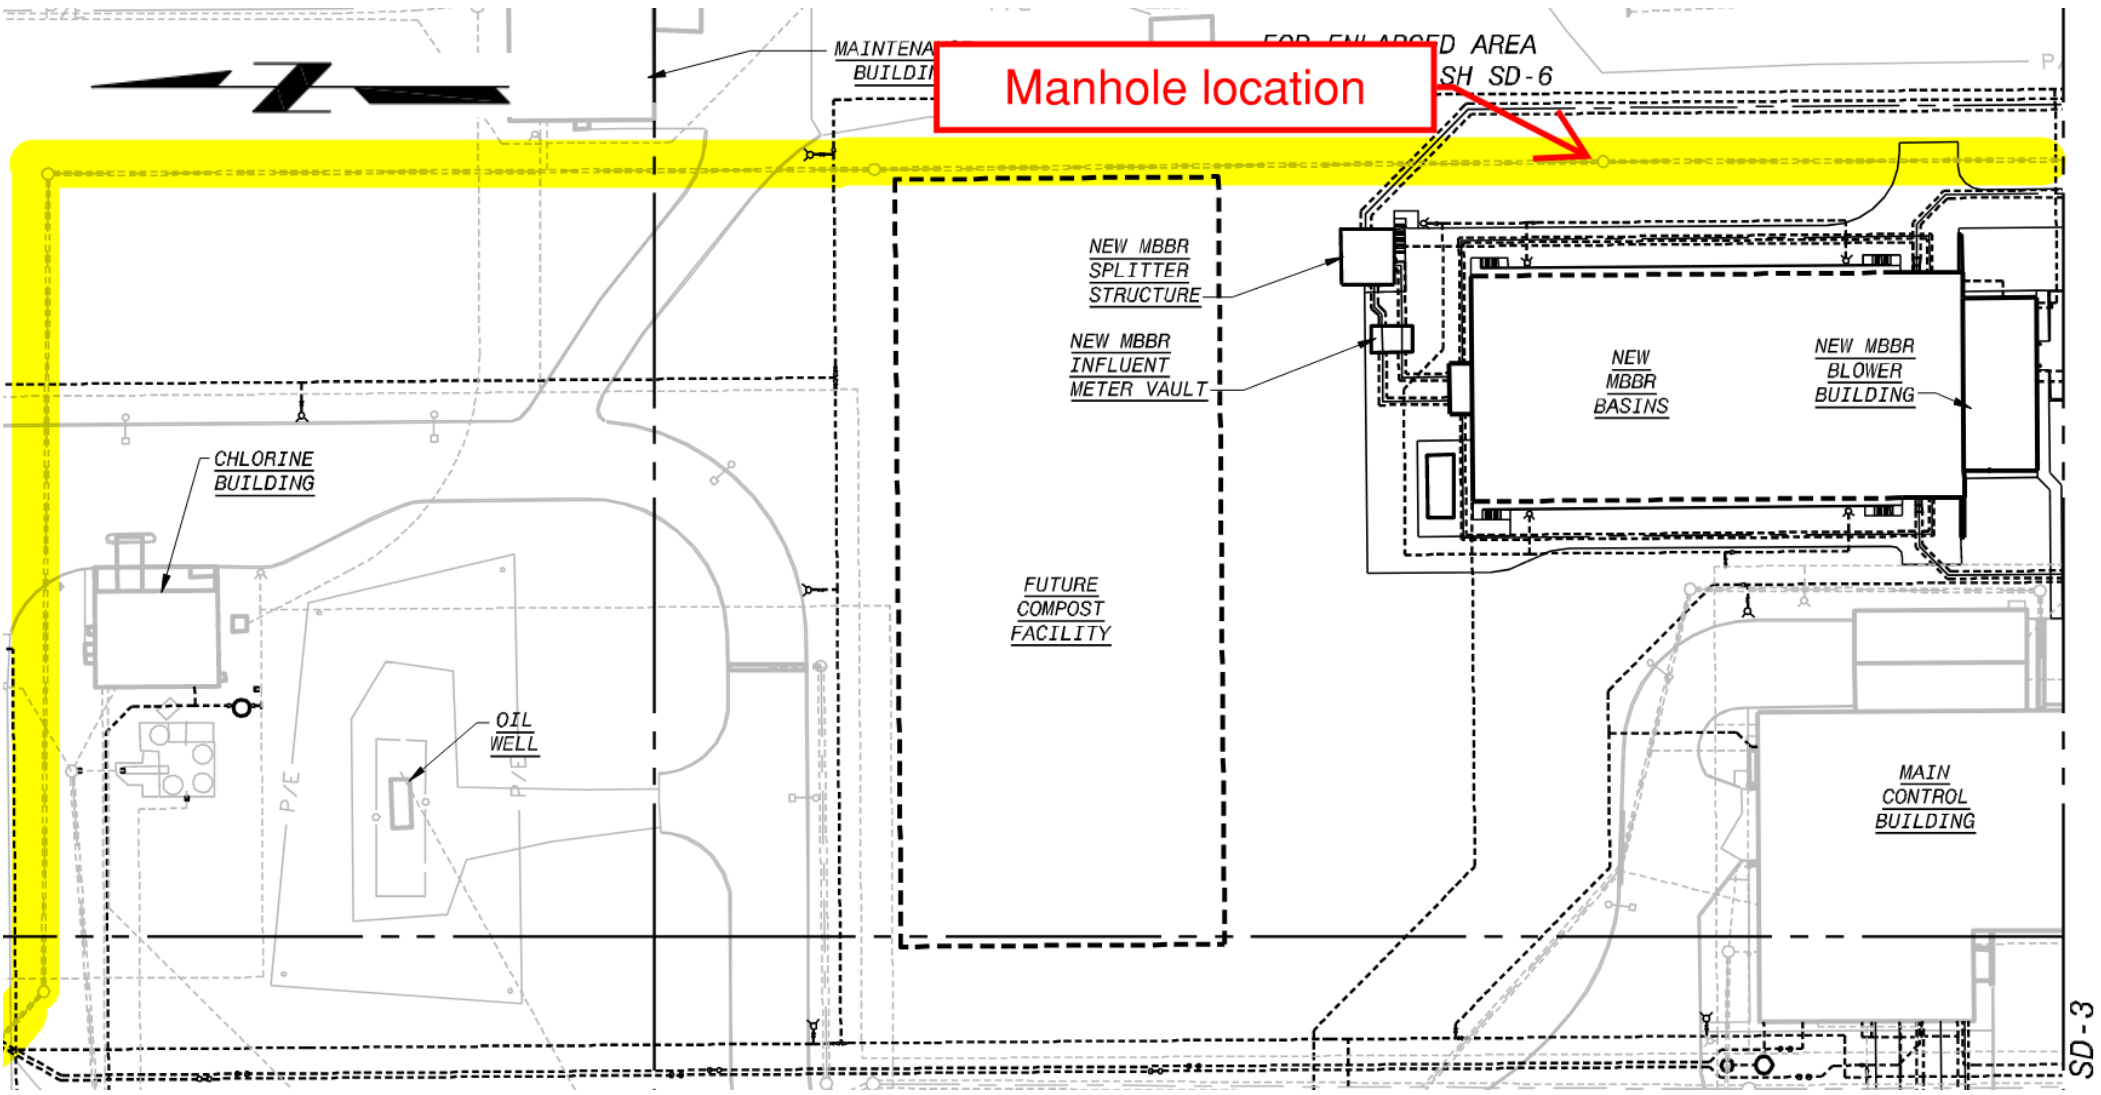 MAINTENA
BUILDIN
FOR ENLARGED AREA
SH SD-6
Manhole location
P/E
NEW MBBR
SPLITTER
STRUCTURE
NEW MBBR
INFLUENT
METER VAULT
NEW
MBBR
BASINS
NEW MBBR
BLOWER
BUILDING
CHLORINE
BUILDING
FUTURE
COMPOST
FACILITY
OIL
WELL
P/E
P/E
MAIN
CONTROL
BUILDING
SD-3